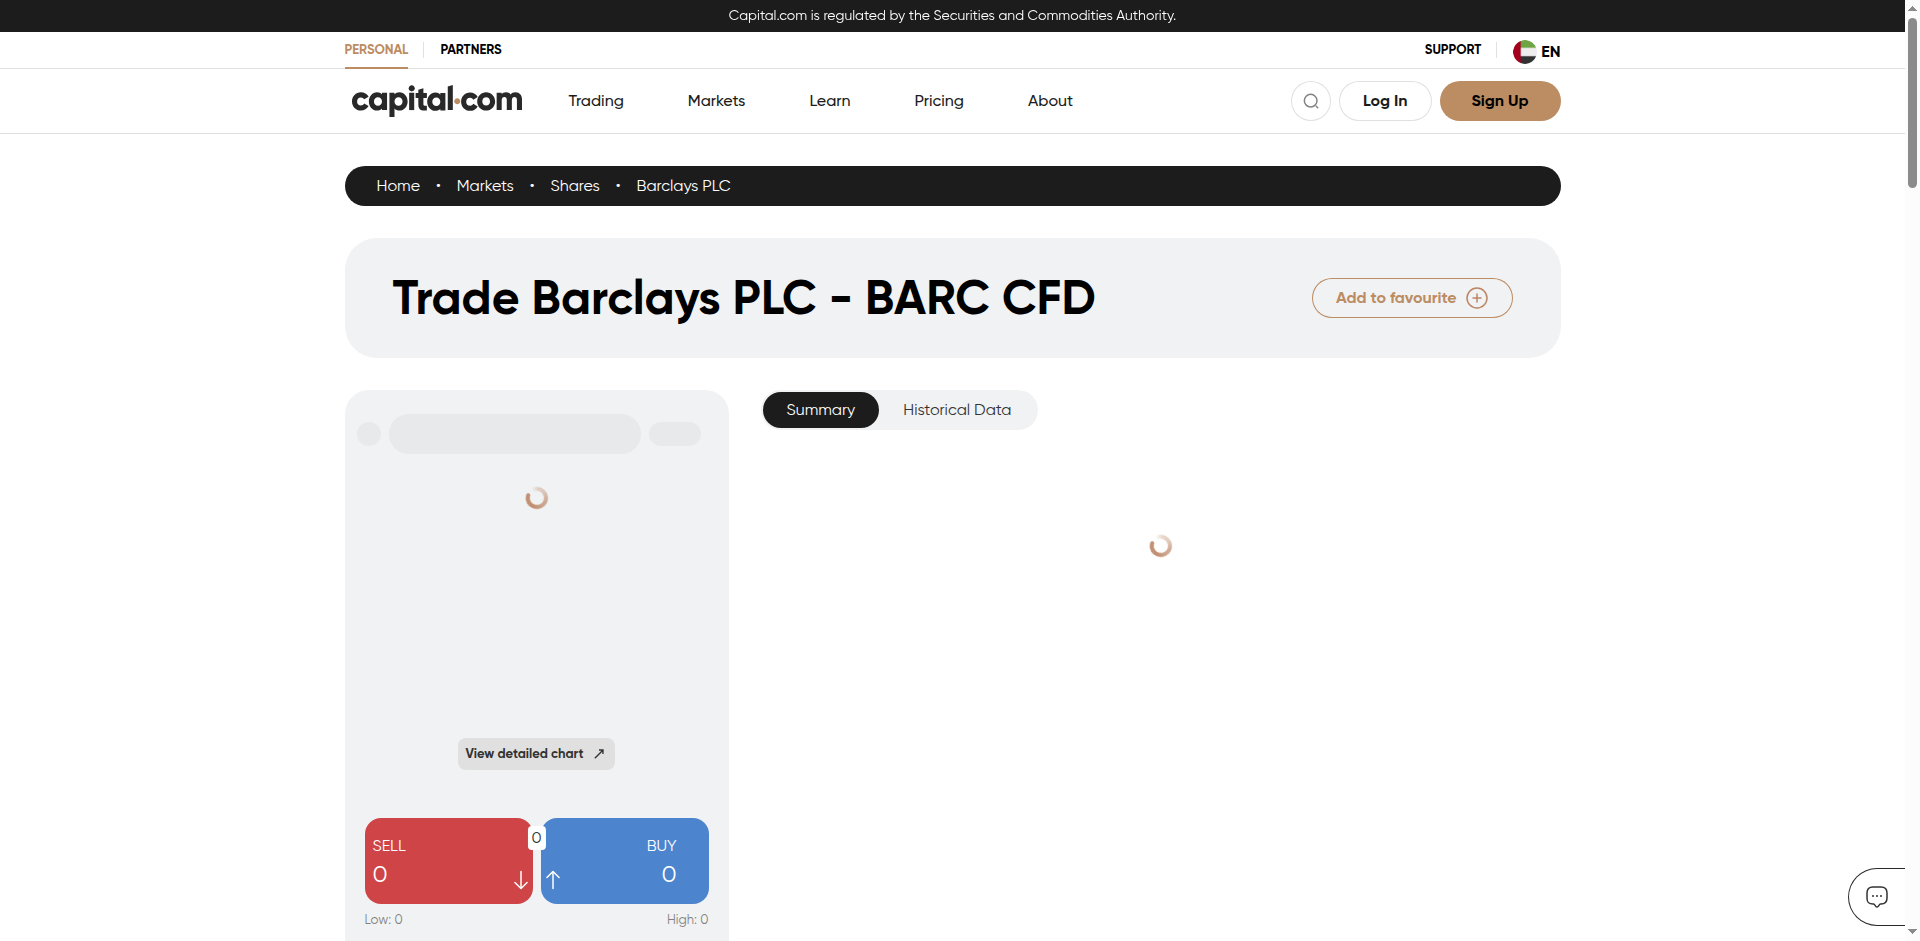 Capital.com is regulated by the Securities and Commodities Authority.
PERSONAL
PARTNERS
SUPPORT
EN
capital.com
Trading
Markets
Learn
Pricing
About
Log In
Sign Up
Home • Markets • Shares • Barclays PLC
Trade Barclays PLC - BARC CFD
Add to favourite
Summary
Historical Data
View detailed chart
SELL
0
0
BUY
0
Low: 0
High: 0